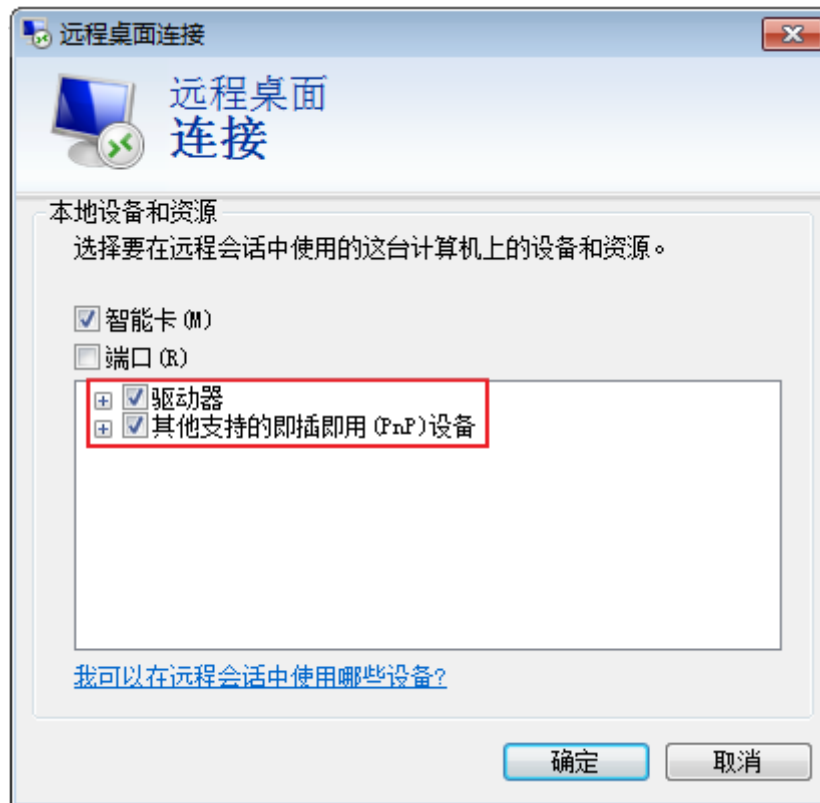 远程桌面连接
远程桌面
连接
本地设备和资源
选择要在远程会话中使用的这台计算机上的设备和资源。
智能卡(M)
端口(R)
驱动器
其他支持的即插即用(PnP)设备
我可以在远程会话中使用哪些设备?
确定
取消